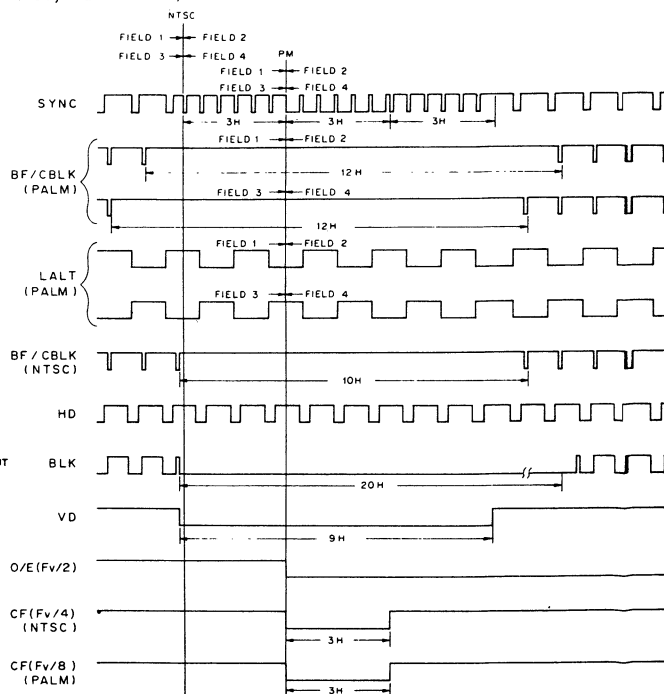 NTSC
FIELD 1 FIELD 2
PM
FIELD 3 FIELD 4
FIELD 1 FIELD 2
FIELD 3 FIELD 4
SYNC
3H 3H 3H
FIELD 1 FIELD 2
BF/CBLK
(PALM)
12H
FIELD 3 FIELD 4
12H
FIELD 1 FIELD 2
LALT
(PALM)
FIELD 3 FIELD 4
BF/CBLK
(NTSC)
10H
HD
BLK
20H
VD
9H
O/E(Fv/2)
CF(Fv/4)
(NTSC)
3H
CF(Fv/8)
(PALM)
3H